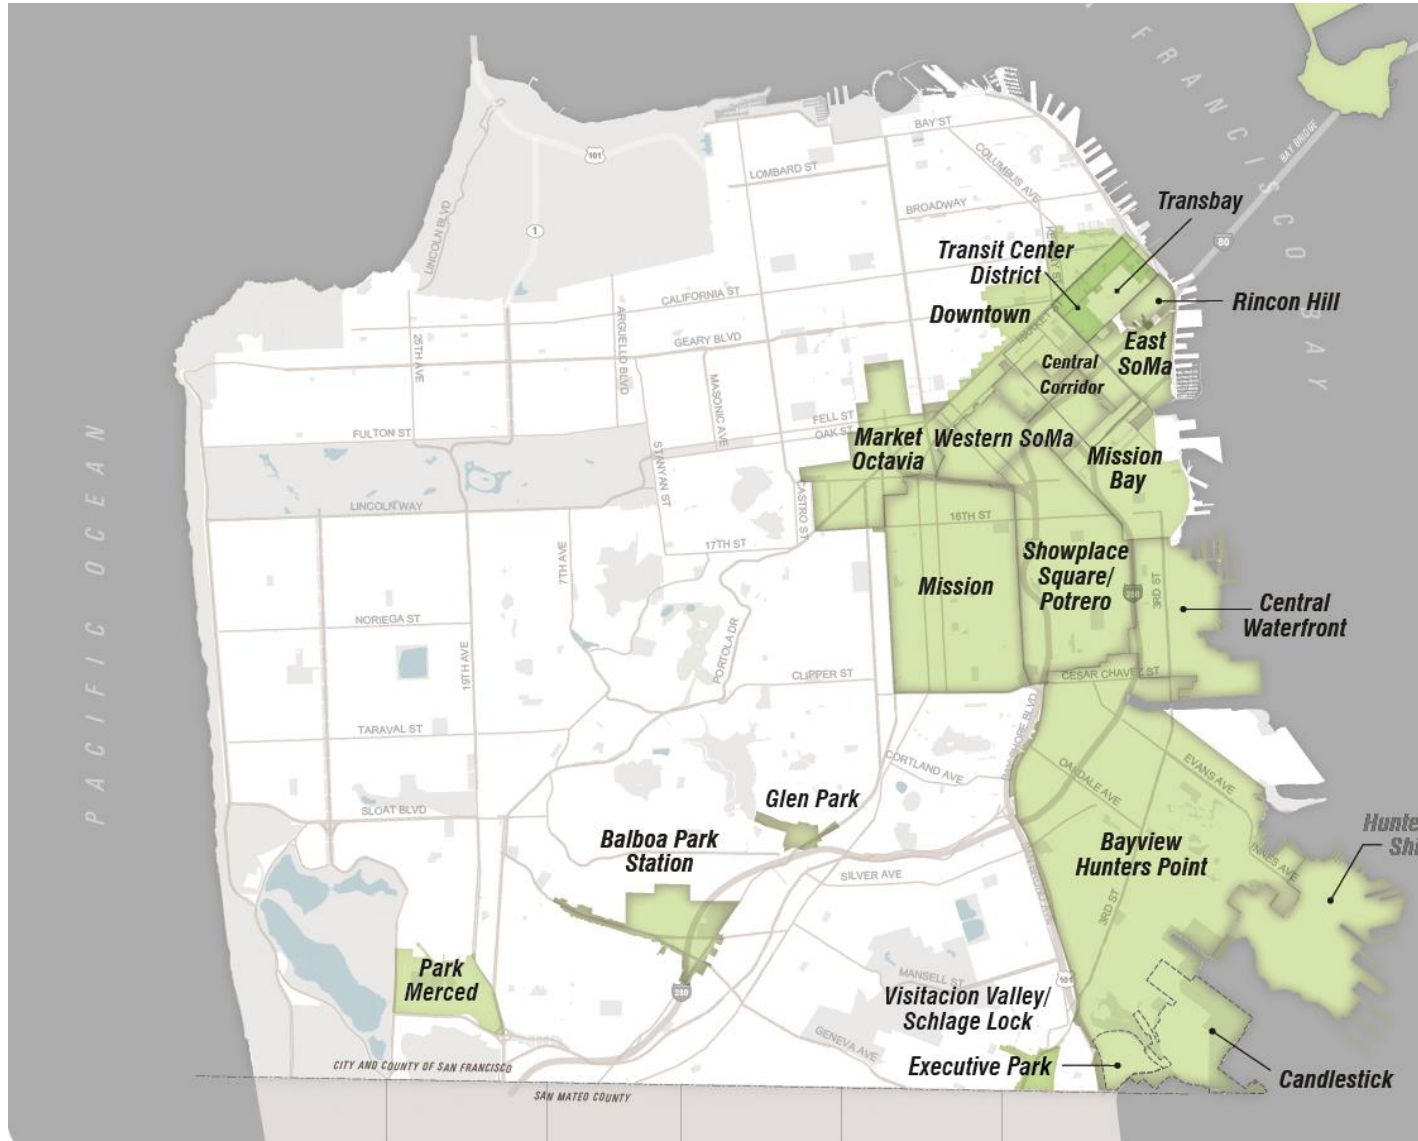 FRANCISCO BAY
BAY BRIDGE
80
BAY ST
COLUMBUS AVE
101
LOMBARD ST
BROADWAY
Transbay
LINCOLN BLVD
1
Transit Center
District
CALIFORNIA ST
Rincon Hill
Downtown
ARGUELLO BLVD
25TH AVE
GEARY BLVD
East
SoMa
Central
Corridor
MASONIC AVE
FELL ST
OAK ST
FULTON ST
Market
Octavia
Western SoMa
Mission
Bay
STANYAN ST
CASTRO ST
LINCOLN WAY
16TH ST
17TH ST
7TH AVE
Showplace
Square/
Potrero
Mission
280
3RD ST
Central
Waterfront
PACIFIC OCEAN
NORIEGA ST
19TH AVE
PORTOLA DR
CLIPPER ST
CESAR CHAVEZ ST
TARAVAL ST
CORTLAND AVE
OAKDALE AVE
EVANS AVE
Glen Park
SLOAT BLVD
Balboa Park
Station
Bayview
Hunters Point
INNES AVE
SILVER AVE
3RD ST
Park
Merced
MANSELL ST
101
280
Visitacion Valley/
Schlage Lock
GENEVA AVE
Executive Park
Candlestick
CITY AND COUNTY OF SAN FRANCISCO
SAN MATEO COUNTY